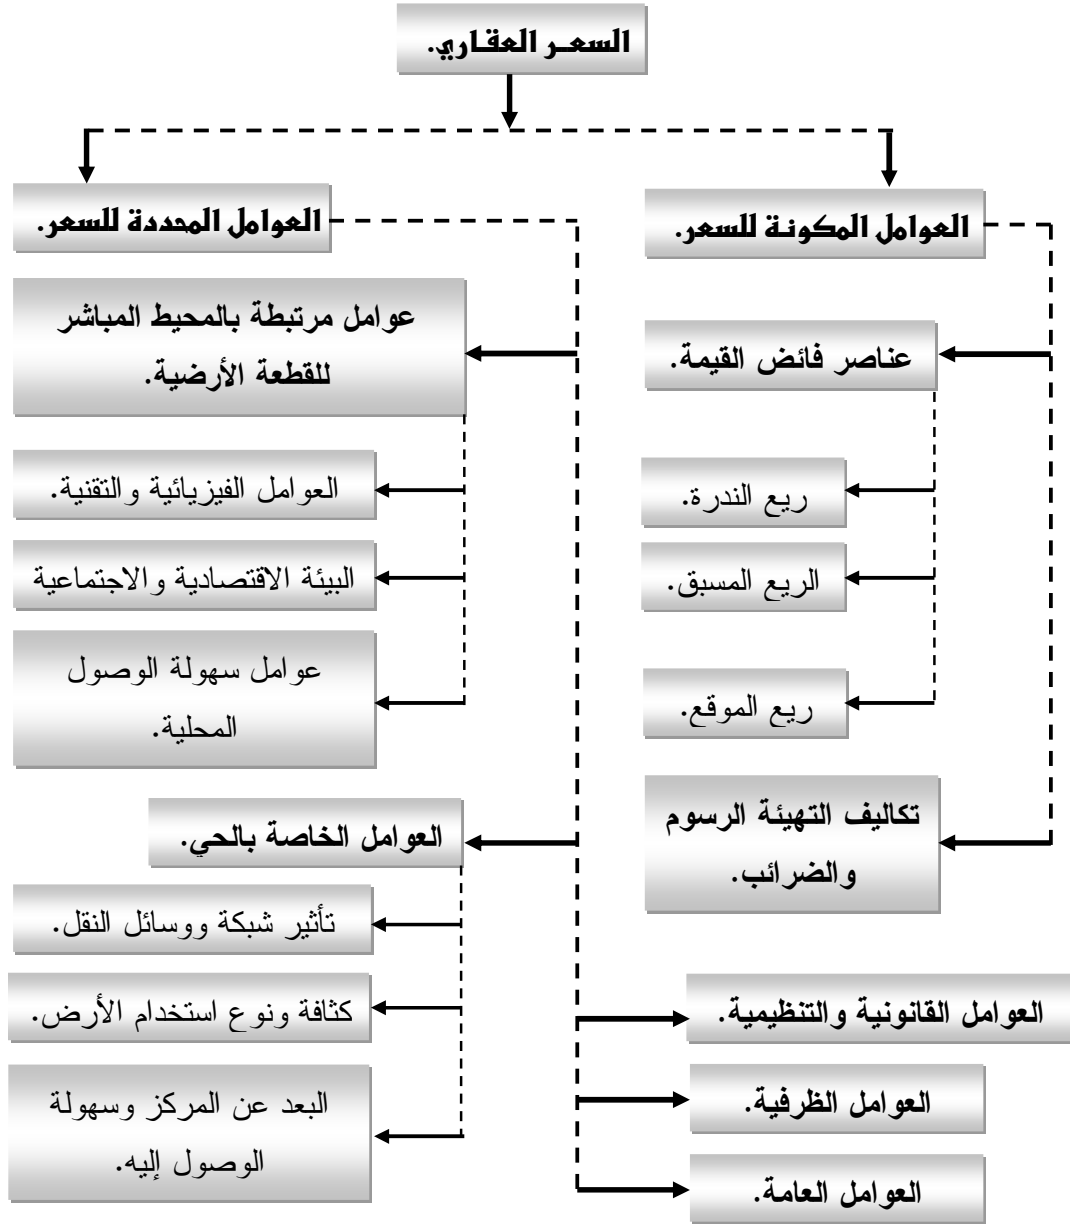 السعر العقاري.
العوامل المكونة للسعر.
عناصر فائض القيمة.
ريع الندرة.
الريع المسبق.
ريع الموقع.
تكاليف التهيئة الرسوم
والضرائب.
العوامل المحددة للسعر.
عوامل مرتبطة بالمحيط المباشر
للقطعة الأرضية.
العوامل الفيزيائية والتقنية.
البيئة الاقتصادية والاجتماعية
عوامل سهولة الوصول
المحلية.
العوامل الخاصة بالحي.
تأثير شبكة ووسائل النقل.
كثافة ونوع استخدام الأرض.
البعد عن المركز وسهولة
الوصول إليه.
العوامل القانونية والتنظيمية.
العوامل الظرفية.
العوامل العامة.